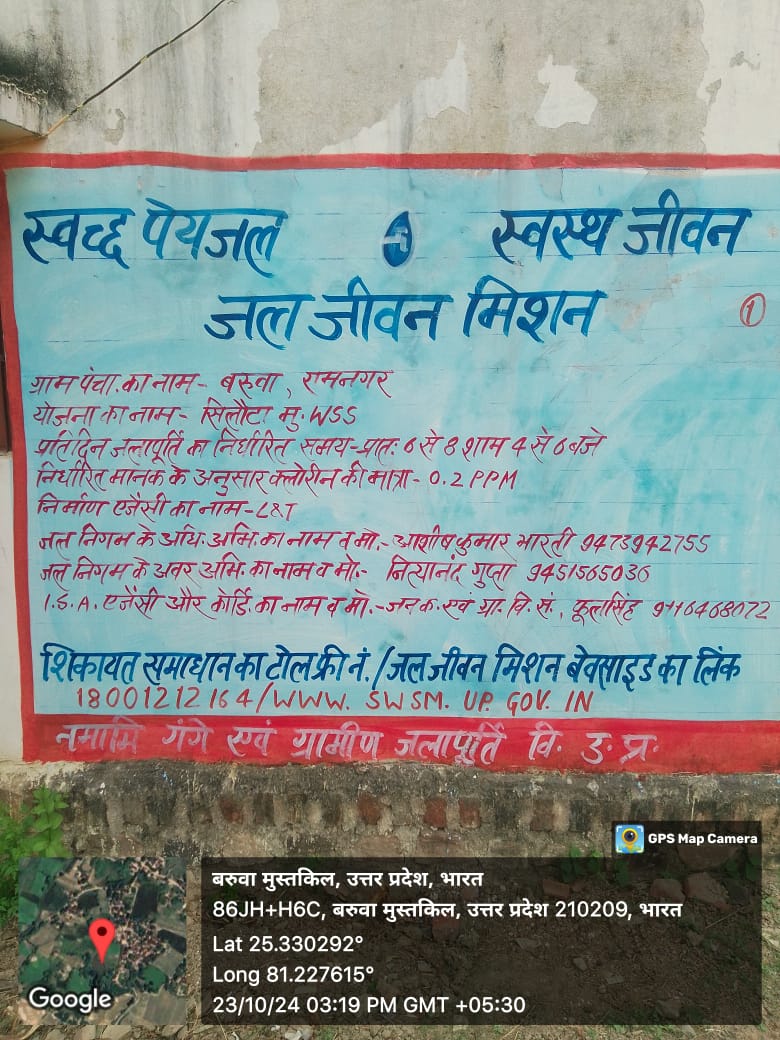 स्वच्छ पेयजल स्वस्थ जीवन
जल जीवन मिशन
1
ग्राम पंचा. का नाम - बरुवा, रामनगर
योजना का नाम - सिलौटा मु. WSS
प्रतिदिन जलापूर्ति का निर्धारित समय - प्रातः 6 से 8 शाम 4 से 6 बजे
निर्धारित मानक के अनुसार क्लोरीन की मात्रा - 0.2 PPM
निर्माण एजेंसी का नाम - L&T
जल निगम के अधि. अभि. का नाम व मो. - आशीष कुमार भारती 9473942755
जल निगम के अवर अभि. का नाम व मो. - नित्यानंद गुप्ता 9451565036
I.S.A. एजेंसी और कोर्डि. का नाम व मो. - जन क. एवं ग्रा. वि. सं., फूलसिंह 9116468072
शिकायत समाधान का टोल फ्री नं. / जल जीवन मिशन बेवसाइड का लिंक
18001212164/WWW. SWSM. UP. GOV. IN
नमामि गंगे एवं ग्रामीण जलापूर्ति वि. उ. प्र.
GPS Map Camera
बरुवा मुस्तकिल, उत्तर प्रदेश, भारत
86JH+H6C, बरुवा मुस्तकिल, उत्तर प्रदेश 210209, भारत
Lat 25.330292°
Long 81.227615°
23/10/24 03:19 PM GMT +05:30
Google